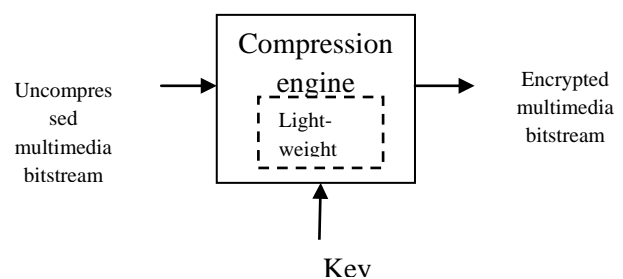 Uncompres
sed
multimedia
bitstream
Compression
engine
Light-
weight
Encrypted
multimedia
bitstream
Key